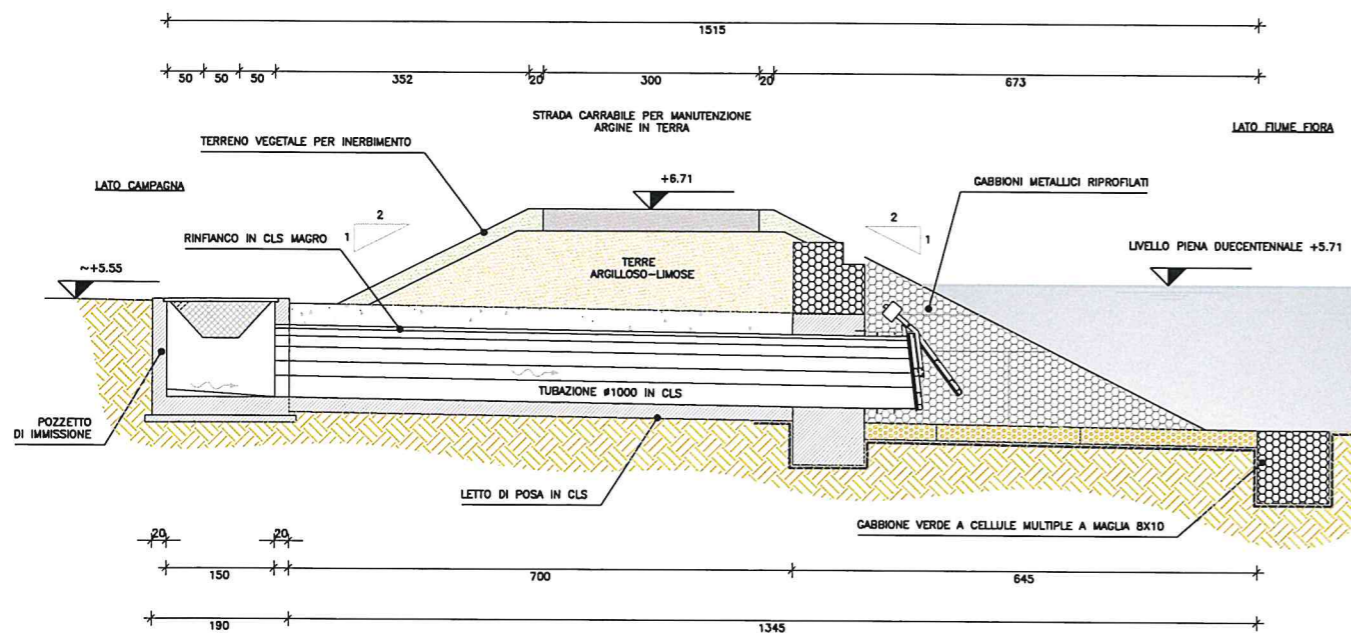 1515
50 50 50 352 20 300 20 673
STRADA CARRABILE PER MANUTENZIONE
ARGINE IN TERRA
LATO FIUME FIORA
TERRENO VEGETALE PER INERBIMENTO
+6.71
GABBIONI METALLICI RIPROFILATI
LATO CAMPAGNA
2
1
2
1
RINFIANCO IN CLS MAGRO
LIVELLO PIENA DUECENTENNALE +5.71
~+5.55
TERRE
ARGILLOSO-LIMOSE
TUBAZIONE ø1000 IN CLS
POZZETTO
DI IMMISSIONE
LETTO DI POSA IN CLS
GABBIONE VERDE A CELLULE MULTIPLE A MAGLIA 8X10
20 20
150 700 645
190 1345